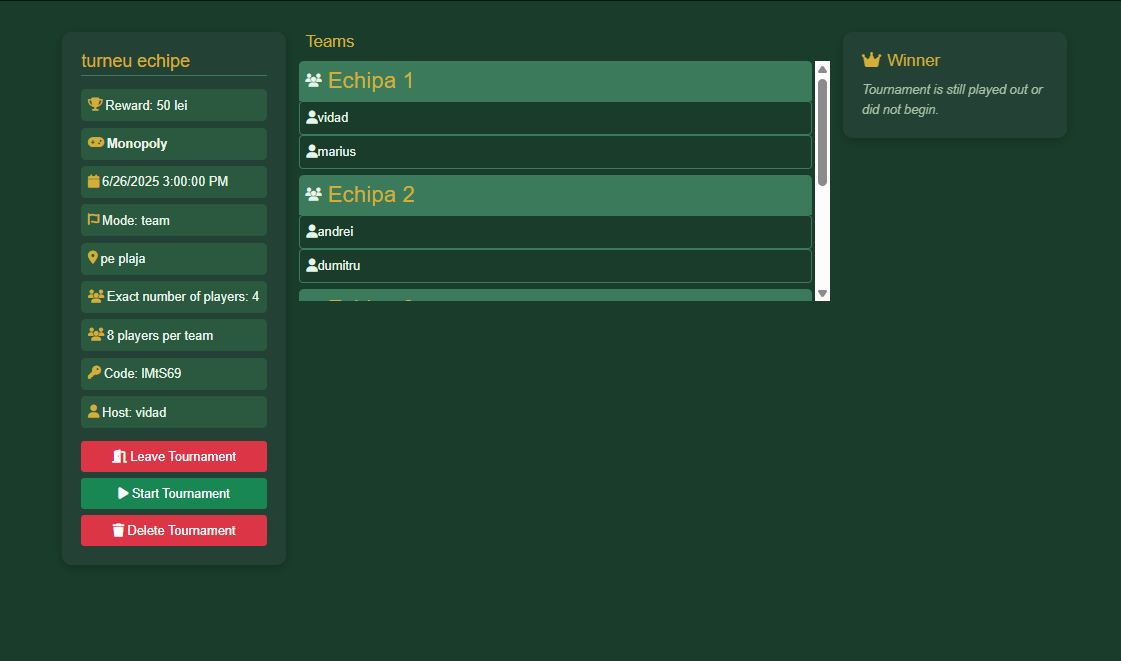 turneu echipe
Reward: 50 lei
Monopoly
6/26/2025 3:00:00 PM
Mode: team
pe plaja
Exact number of players: 4
8 players per team
Code: IMtS69
Host: vidad
Leave Tournament
Start Tournament
Delete Tournament
Teams
Echipa 1
vidad
marius
Echipa 2
andrei
dumitru
Winner
Tournament is still played out or
did not begin.